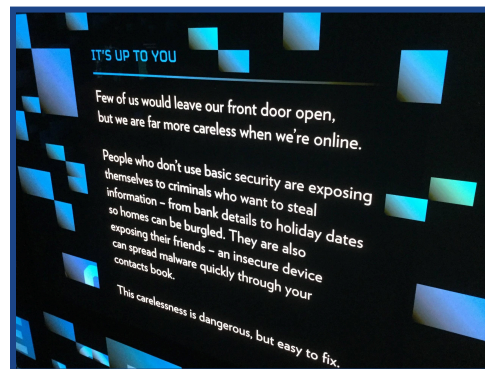 IT'S UP TO YOU
Few of us would leave our front door open,
but we are far more careless when we're online.
People who don't use basic security are exposing
themselves to criminals who want to steal
information – from bank details to holiday dates
so homes can be burgled. They are also
exposing their friends – an insecure device
can spread malware quickly through your
contacts book.
This carelessness is dangerous, but easy to fix.